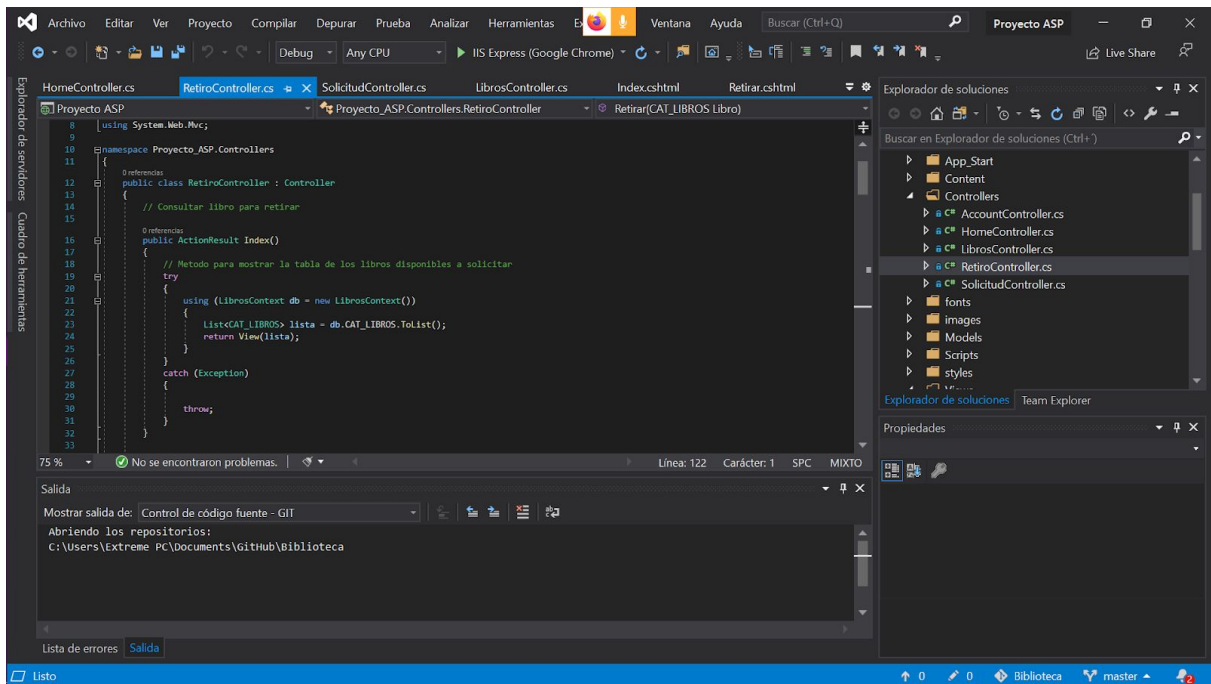 Archivo Editar Ver Proyecto Compilar Depurar Prueba Analizar Herramientas Ventana Ayuda Buscar (Ctrl+Q) Proyecto ASP
Debug Any CPU IIS Express (Google Chrome) Live Share
Explorador de servidores
Cuadro de herramientas
HomeController.cs RetiroController.cs SolicitudController.cs LibrosController.cs Index.cshtml Retirar.cshtml
Proyecto ASP Proyecto_ASP.Controllers.RetiroController Retirar(CAT_LIBROS Libro)
8 using System.Web.Mvc;
9
10 namespace Proyecto_ASP.Controllers
11 {
0 referencias
12 public class RetiroController : Controller
13 {
14 // Consultar libro para retirar
15
0 referencias
16 public ActionResult Index()
17 {
18 // Metodo para mostrar la tabla de los libros disponibles a solicitar
19 try
20 {
21 using (LibrosContext db = new LibrosContext())
22 {
23 List<CAT_LIBROS> lista = db.CAT_LIBROS.ToList();
24 return View(lista);
25 }
26 }
27 catch (Exception)
28 {
29
30 throw;
31 }
32 }
33
75 % No se encontraron problemas. Línea: 122 Carácter: 1 SPC MIXTO
Salida
Mostrar salida de: Control de código fuente - GIT
Abriendo los repositorios:
C:\Users\Extreme PC\Documents\GitHub\Biblioteca
Lista de errores Salida
Explorador de soluciones
Buscar en Explorador de soluciones (Ctrl+´)
App_Start
Content
Controllers
C# AccountController.cs
C# HomeController.cs
C# LibrosController.cs
C# RetiroController.cs
C# SolicitudController.cs
fonts
images
Models
Scripts
styles
Explorador de soluciones Team Explorer
Propiedades
Listo 0 0 Biblioteca master 2